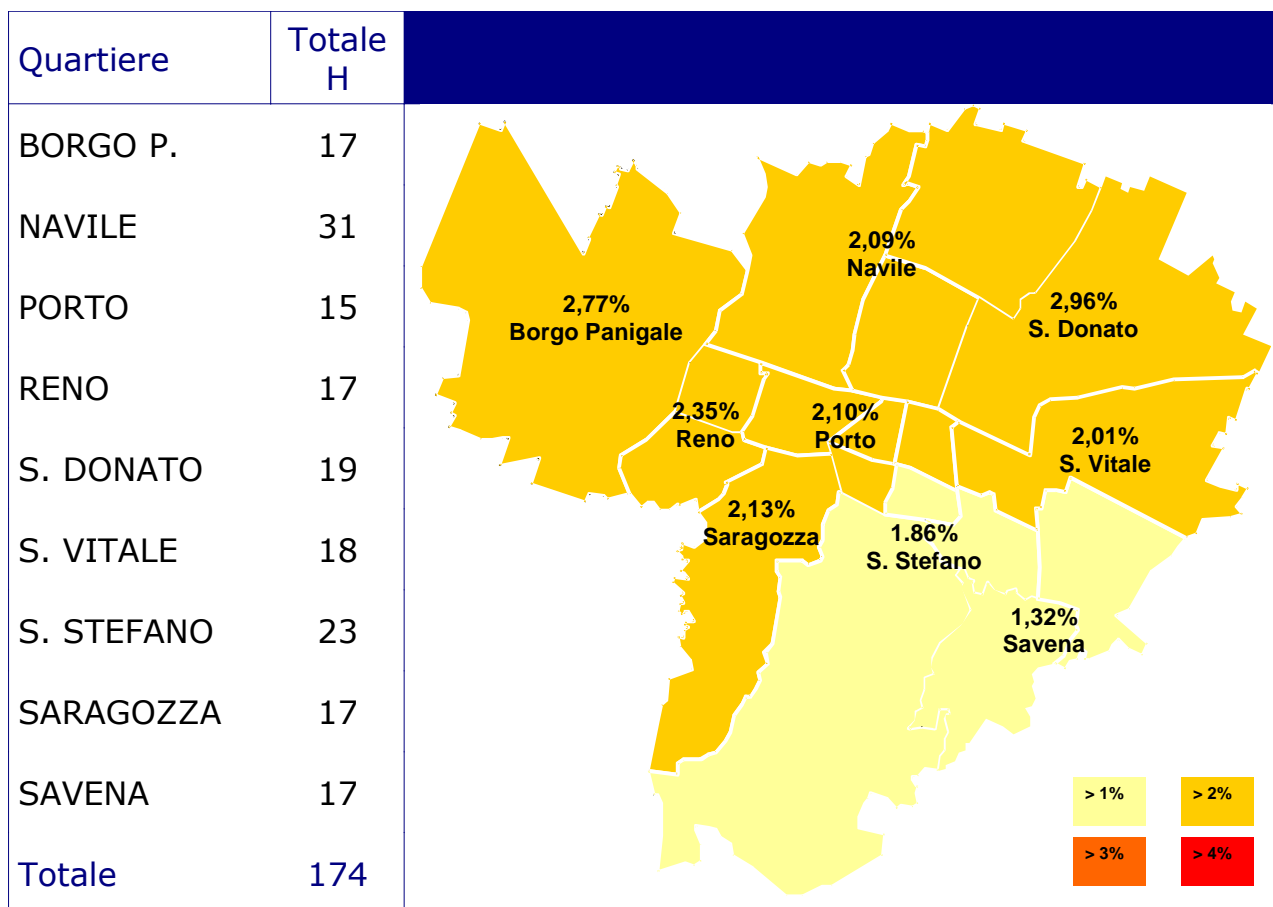 Quartiere
Totale
H
BORGO P. 17
NAVILE 31
PORTO 15
RENO 17
S. DONATO 19
S. VITALE 18
S. STEFANO 23
SARAGOZZA 17
SAVENA 17
Totale 174
2,09%
Navile
2,77%
Borgo Panigale
2,96%
S. Donato
2,35%
Reno
2,10%
Porto
2,01%
S. Vitale
2,13%
Saragozza
1.86%
S. Stefano
1,32%
Savena
> 1%
> 2%
> 3%
> 4%